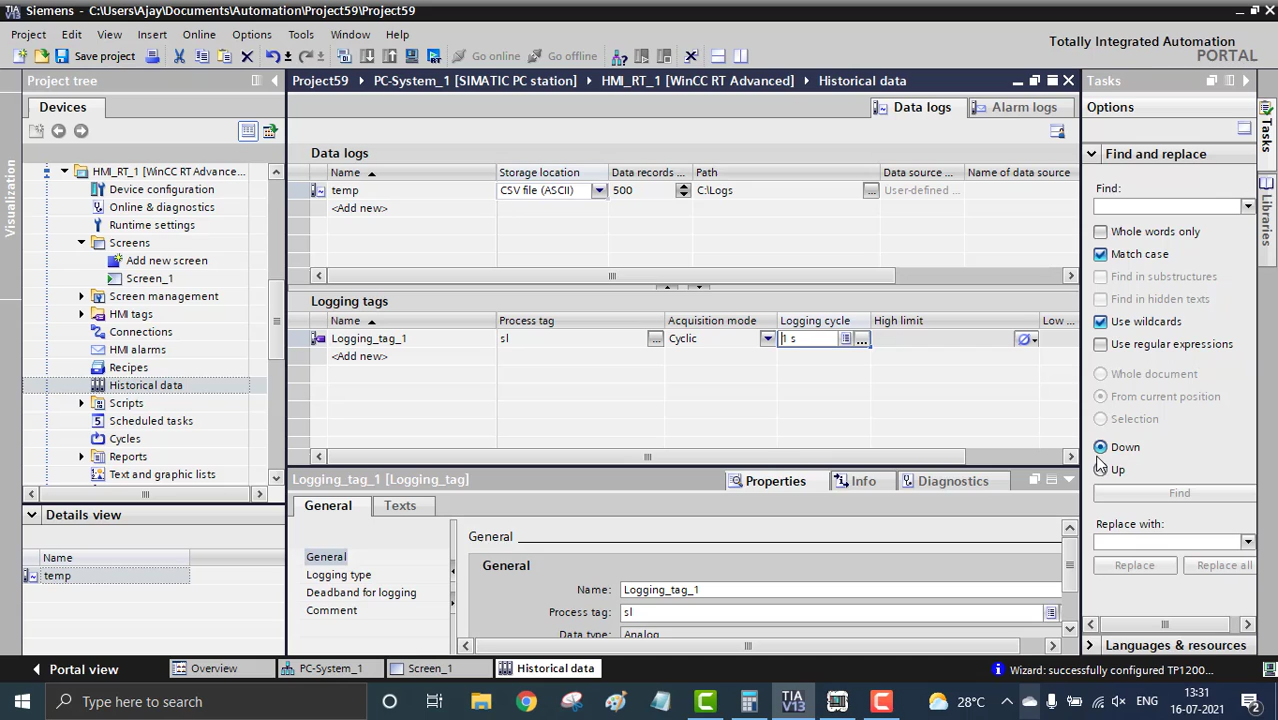 Siemens - C:\Users\Ajay\Documents\Automation\Project59\Project59
Project Edit View Insert Online Options Tools Window Help
Save project Go online Go offline
Totally Integrated Automation
PORTAL
Project tree
Project59 PC-System_1 [SIMATIC PC station] HMI_RT_1 [WinCC RT Advanced] Historical data
Tasks
Devices
Data logs Alarm logs
Options
Data logs
Name Storage location Data records ... Path Data source ... Name of data source
temp CSV file (ASCII) 500 C:\Logs ... User-defined ...
<Add new>
Logging tags
Name Process tag Acquisition mode Logging cycle High limit Low ...
Logging_tag_1 sl ... Cyclic 1 s ...
<Add new>
HMI_RT_1 [WinCC RT Advance...
Device configuration
Online & diagnostics
Runtime settings
Screens
Add new screen
Screen_1
Screen management
HMI tags
Connections
HMI alarms
Recipes
Historical data
Scripts
Scheduled tasks
Cycles
Reports
Text and graphic lists
Details view
Name
temp
Logging_tag_1 [Logging_tag]
Properties Info Diagnostics
General Texts
General
Logging type
Deadband for logging
Comment
General
General
Name: Logging_tag_1
Process tag: sl
Data type: Analog
Find and replace
Find:
Whole words only
Match case
Find in substructures
Find in hidden texts
Use wildcards
Use regular expressions
Whole document
From current position
Selection
Down
Up
Find
Replace with:
Replace Replace all
Languages & resources
Visualization
Tasks
Libraries
Portal view Overview PC-System_1 Screen_1 Historical data
Wizard: successfully configured TP1200...
Type here to search
TIA V13
28°C ENG
13:31
16-07-2021
2